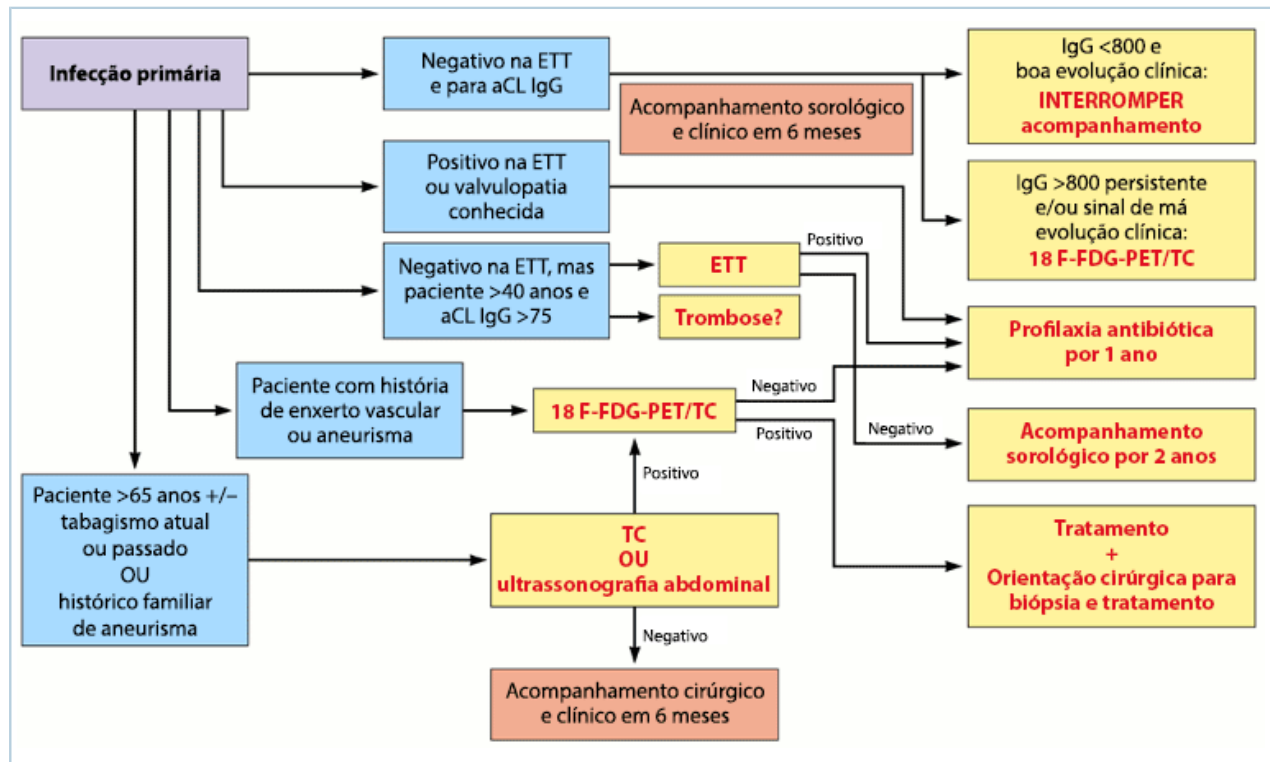 Infecção primária
Negativo na ETT
e para aCL IgG
Acompanhamento sorológico
e clínico em 6 meses
IgG <800 e
boa evolução clínica:
INTERROMPER
acompanhamento
Positivo na ETT
ou valvulopatia
conhecida
IgG >800 persistente
e/ou sinal de má
evolução clínica:
18 F-FDG-PET/TC
Negativo na ETT, mas
paciente >40 anos e
aCL IgG >75
ETT
Trombose?
Positivo
Profilaxia antibiótica
por 1 ano
Paciente com história
de enxerto vascular
ou aneurisma
18 F-FDG-PET/TC
Negativo
Positivo
Negativo
Acompanhamento
sorológico por 2 anos
Paciente >65 anos +/–
tabagismo atual
ou passado
OU
histórico familiar
de aneurisma
Positivo
TC
OU
ultrassonografia abdominal
Tratamento
+
Orientação cirúrgica para
biópsia e tratamento
Negativo
Acompanhamento cirúrgico
e clínico em 6 meses